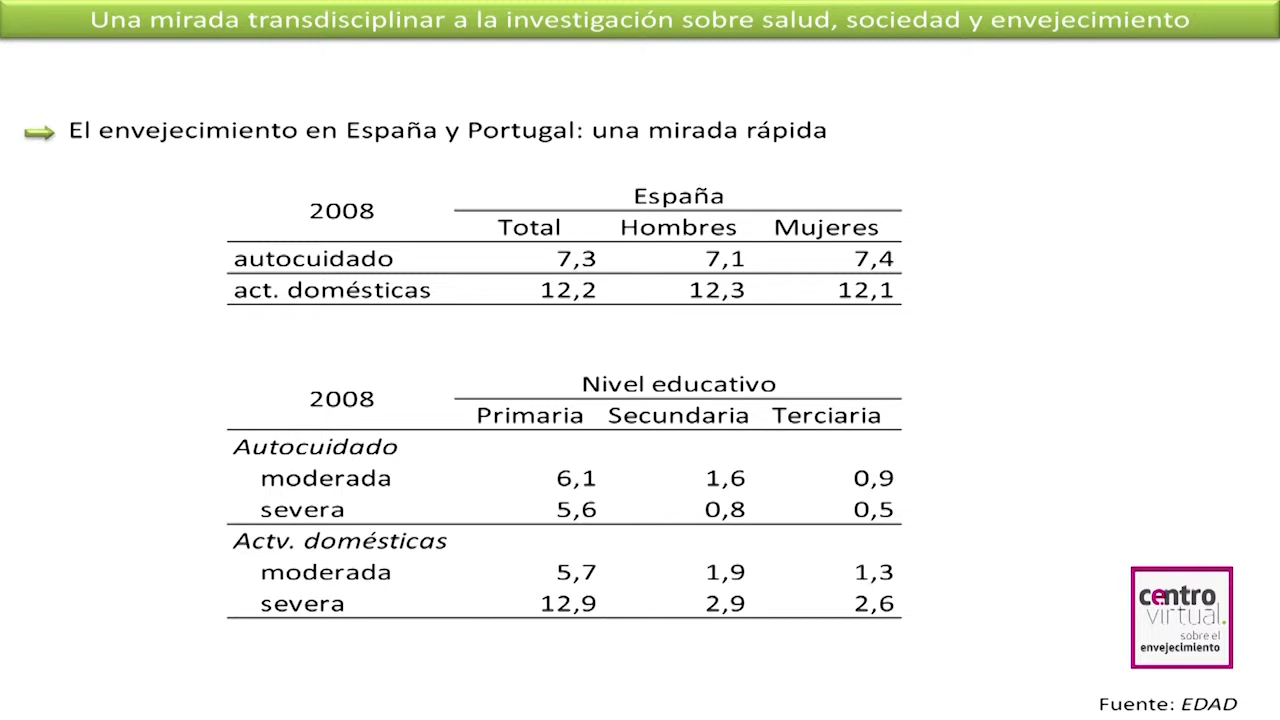 Una mirada transdisciplinar a la investigación sobre salud, sociedad y envejecimiento
El envejecimiento en España y Portugal: una mirada rápida
2008 España
Total Hombres Mujeres
autocuidado 7,3 7,1 7,4
act. domésticas 12,2 12,3 12,1
2008 Nivel educativo
Primaria Secundaria Terciaria
Autocuidado
moderada 6,1 1,6 0,9
severa 5,6 0,8 0,5
Actv. domésticas
moderada 5,7 1,9 1,3
severa 12,9 2,9 2,6
centro
virtual.
sobre el
envejecimiento
Fuente: EDAD